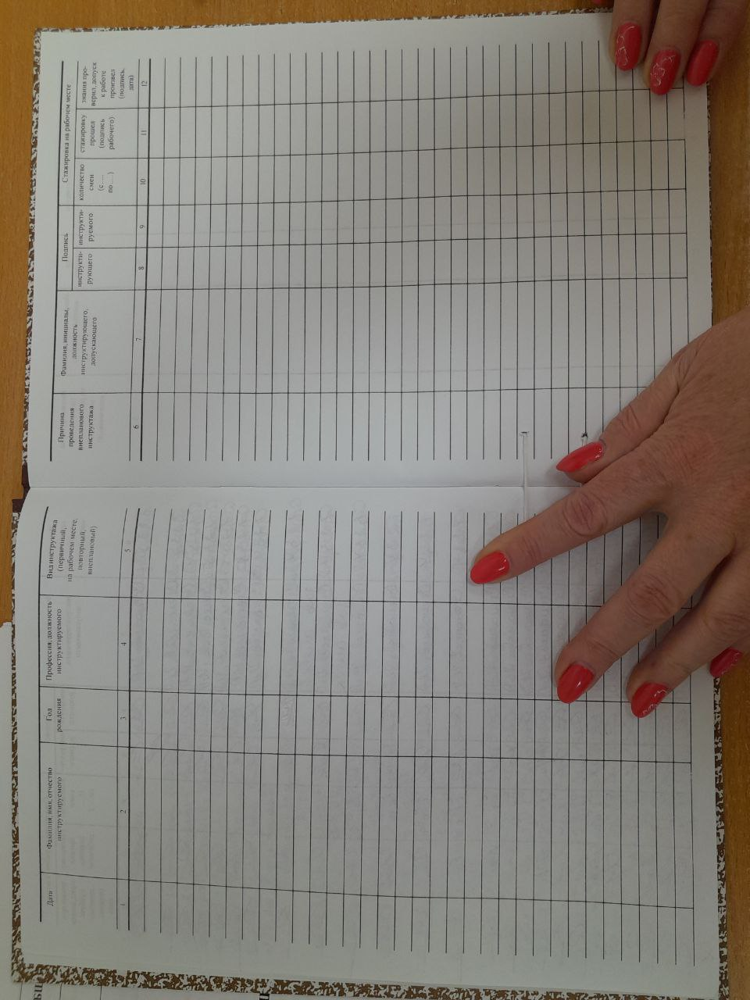 Дата
Фамилия, имя, отчество
инструктируемого
Год
рождения
Профессия, должность
инструктируемого
Вид инструктажа
(первичный,
на рабочем месте,
повторный,
внеплановый)
1
2
3
4
5
Причина
проведения
внепланового
инструктажа
Фамилия, инициалы,
должность
инструктирующего,
допускающего
Подпись
инструкти-
рующего
инструкти-
руемого
Стажировка на рабочем месте
количество
смен
(с ....
по ....)
стажировку
прошел
(подпись
рабочего)
знания про-
верил, допуск
к работе
произвел
(подпись,
дата)
6
7
8
9
10
11
12